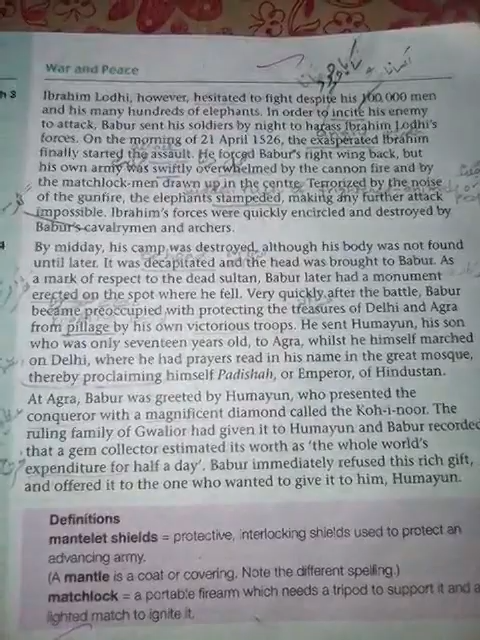 War and Peace
Ibrahim Lodhi, however, hesitated to fight despite his 100,000 men
and his many hundreds of elephants. In order to incite his enemy
to attack, Babur sent his soldiers by night to harass Ibrahim Lodhi's
forces. On the morning of 21 April 1526, the exasperated Ibrahim
finally started the assault. He forced Babur's right wing back, but
his own army was swiftly overwhelmed by the cannon fire and by
the matchlock-men drawn up in the centre. Terrorized by the noise
of the gunfire, the elephants stampeded, making any further attack
impossible. Ibrahim's forces were quickly encircled and destroyed by
Babur's cavalrymen and archers.
By midday, his camp was destroyed, although his body was not found
until later. It was decapitated and the head was brought to Babur. As
a mark of respect to the dead sultan, Babur later had a monument
erected on the spot where he fell. Very quickly after the battle, Babur
became preoccupied with protecting the treasures of Delhi and Agra
from pillage by his own victorious troops. He sent Humayun, his son
who was only seventeen years old, to Agra, whilst he himself marched
on Delhi, where he had prayers read in his name in the great mosque,
thereby proclaiming himself Padishah, or Emperor, of Hindustan.
At Agra, Babur was greeted by Humayun, who presented the
conqueror with a magnificent diamond called the Koh-i-noor. The
ruling family of Gwalior had given it to Humayun and Babur recorded
that a gem collector estimated its worth as 'the whole world's
expenditure for half a day'. Babur immediately refused this rich gift,
and offered it to the one who wanted to give it to him, Humayun.
Definitions
mantelet shields = protective, interlocking shields used to protect an
advancing army.
(A mantle is a coat or covering. Note the different spelling.)
matchlock = a portable firearm which needs a tripod to support it and a
lighted match to ignite it.